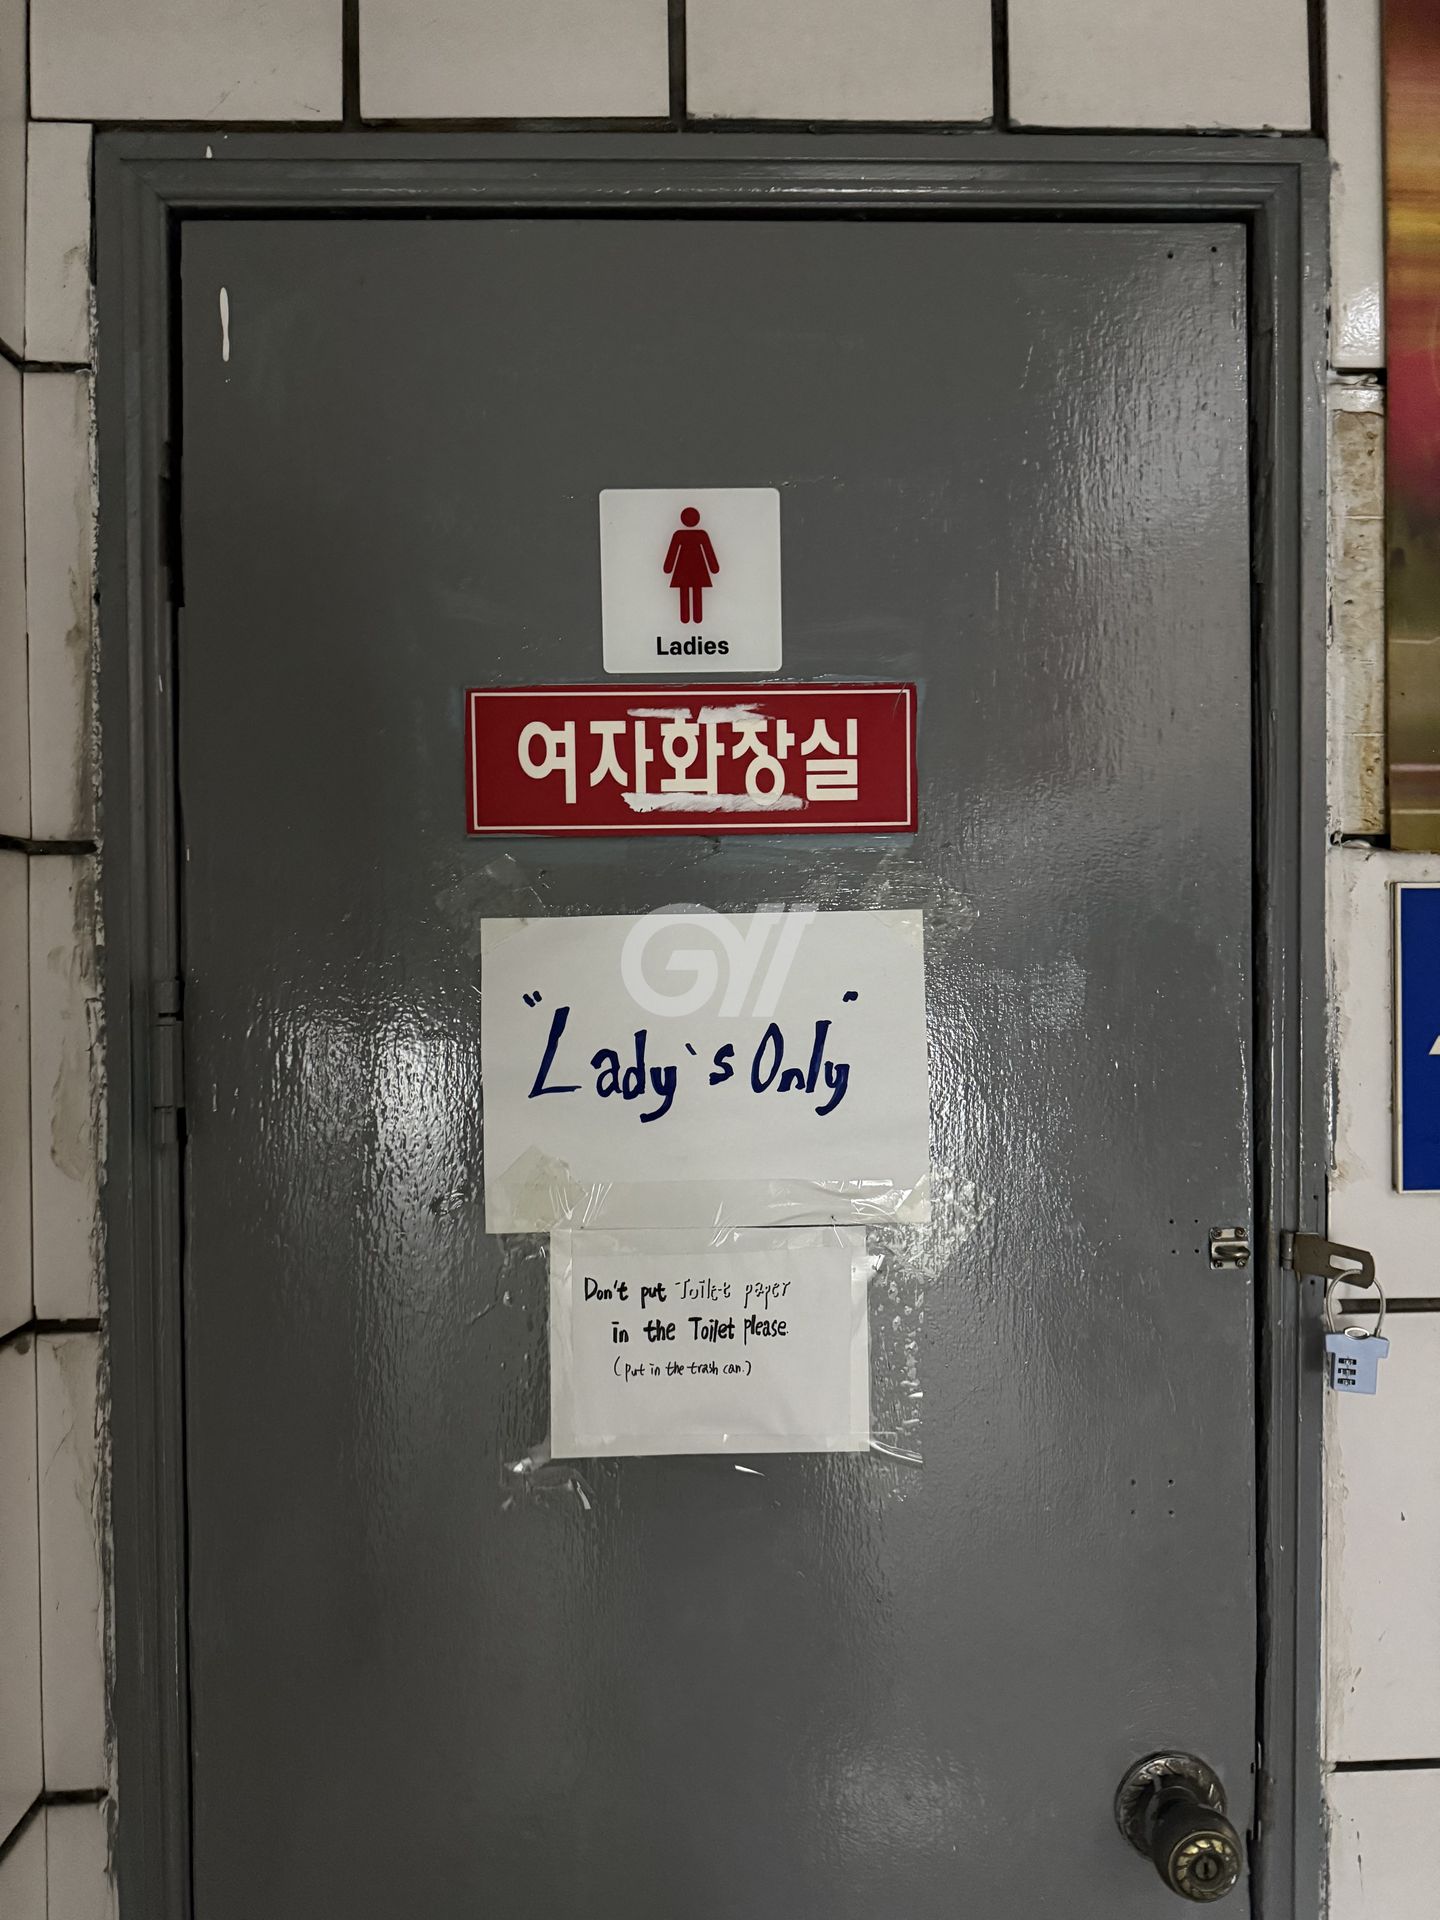 Ladies
여자화장실
GYI
"Lady`s Only"
Don't put Toilet paper
in the Toilet please.
(put in the trash can.)